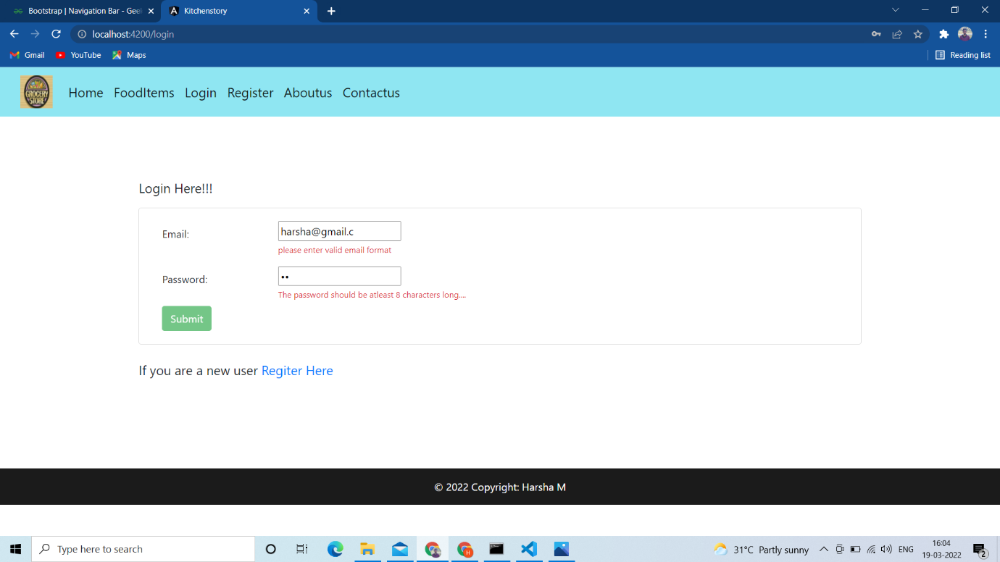 Bootstrap | Navigation Bar - Geek
Kitchenstory
localhost:4200/login
Gmail YouTube Maps Reading list
GROCERY STORE
Home FoodItems Login Register Aboutus Contactus
Login Here!!!
Email: harsha@gmail.c
please enter valid email format
Password: ••
The password should be atleast 8 characters long....
Submit
If you are a new user Regiter Here
© 2022 Copyright: Harsha M
Type here to search
31°C Partly sunny
ENG
16:04
19-03-2022
2